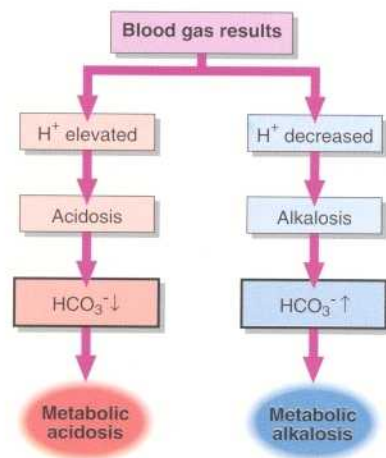 Blood gas results
H⁺ elevated
H⁺ decreased
Acidosis
Alkalosis
HCO₃⁻↓
HCO₃⁻↑
Metabolic
acidosis
Metabolic
alkalosis